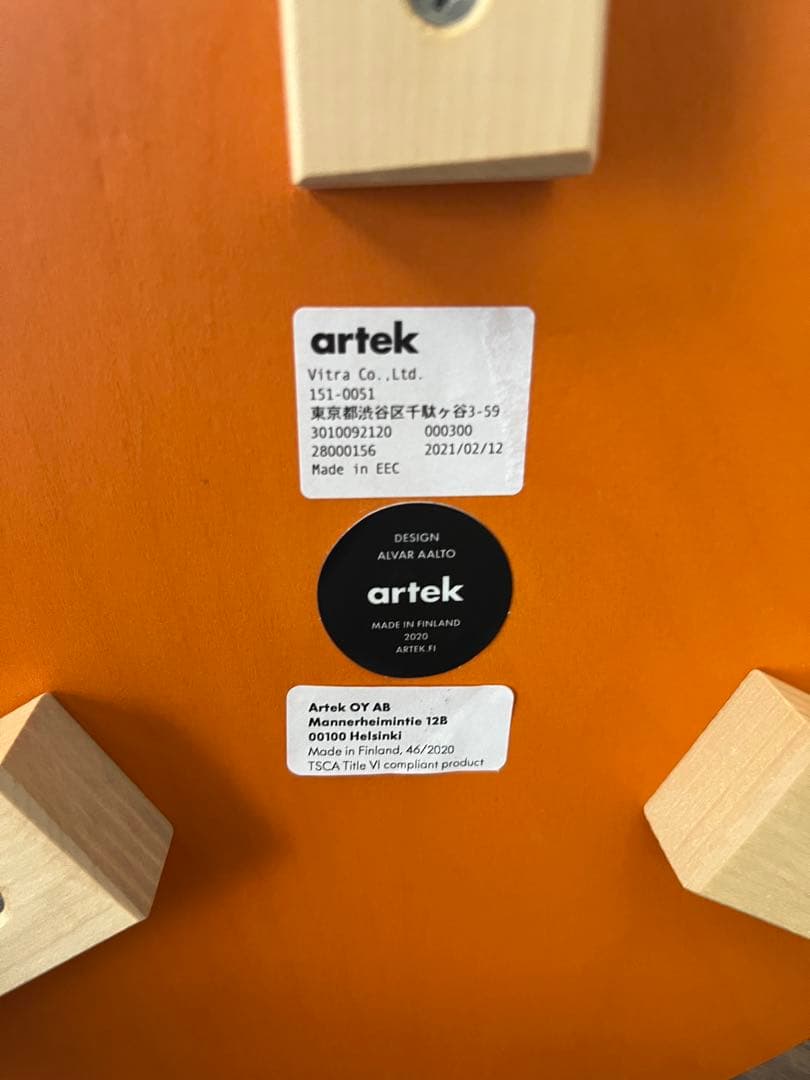 artek
Vitra Co.,Ltd.
151-0051
東京都渋谷区千駄ヶ谷3-59
3010092120 000300
28000156 2021/02/12
Made in EEC
DESIGN
ALVAR AALTO
artek
MADE IN FINLAND
2020
ARTEK.FI
Artek OY AB
Mannerheimintie 12B
00100 Helsinki
Made in Finland, 46/2020
TSCA Title VI compliant product